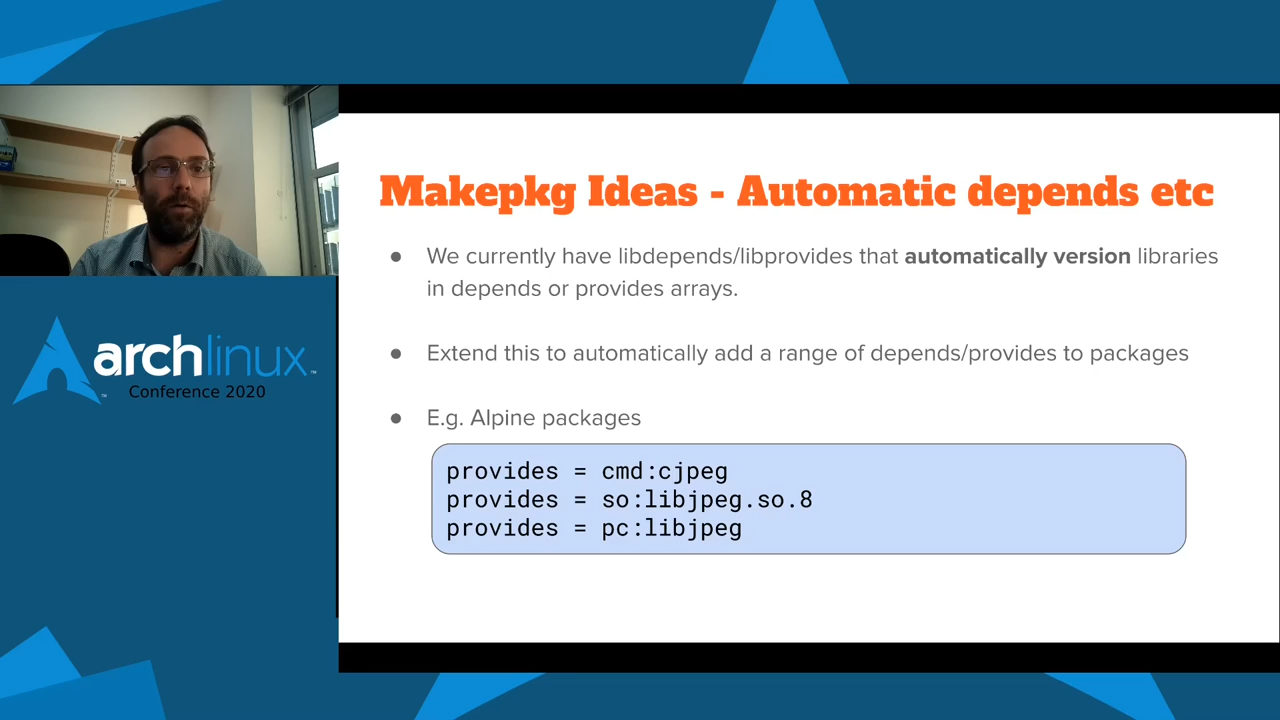 Makepkg Ideas - Automatic depends etc
● We currently have libdepends/libprovides that automatically version libraries
in depends or provides arrays.
● Extend this to automatically add a range of depends/provides to packages
● E.g. Alpine packages
provides = cmd:cjpeg
provides = so:libjpeg.so.8
provides = pc:libjpeg
archlinux™
Conference 2020